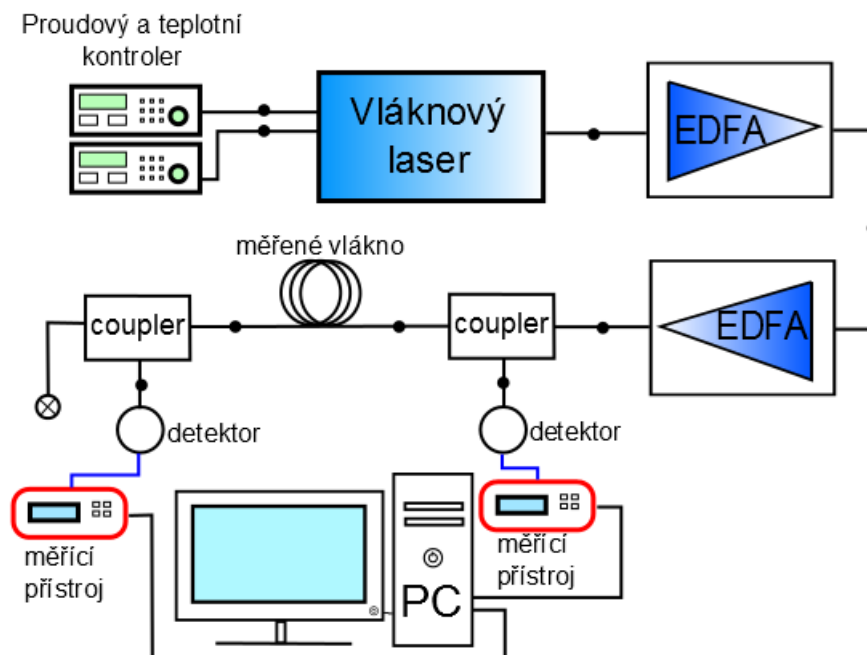 Proudový a teplotní
kontroler
Vláknový
laser
EDFA
měřené vlákno
coupler
coupler
EDFA
detektor
detektor
měřící
přístroj
PC
měřící
přístroj